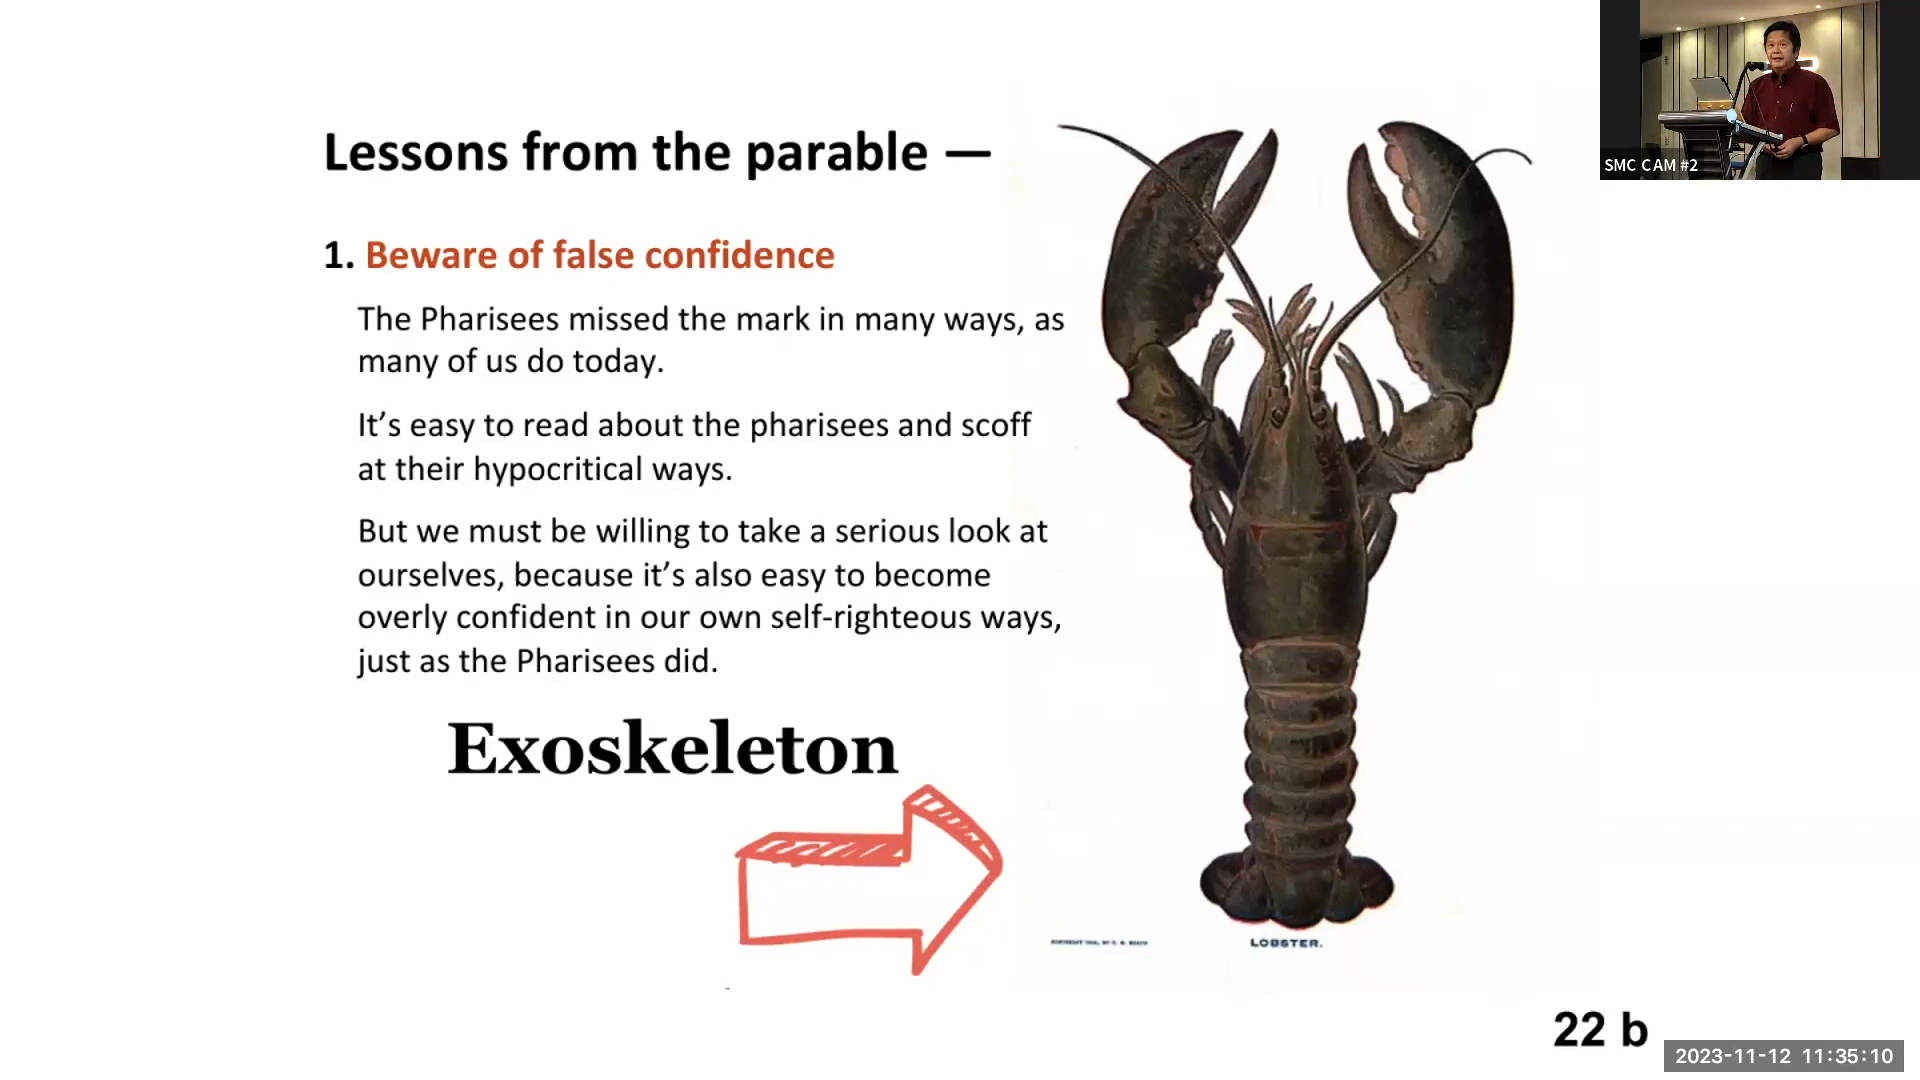 Lessons from the parable —
1. Beware of false confidence
The Pharisees missed the mark in many ways, as
many of us do today.
It’s easy to read about the pharisees and scoff
at their hypocritical ways.
But we must be willing to take a serious look at
ourselves, because it’s also easy to become
overly confident in our own self-righteous ways,
just as the Pharisees did.
Exoskeleton
LOBSTER.
22 b
SMC CAM #2
2023-11-12 11:35:10